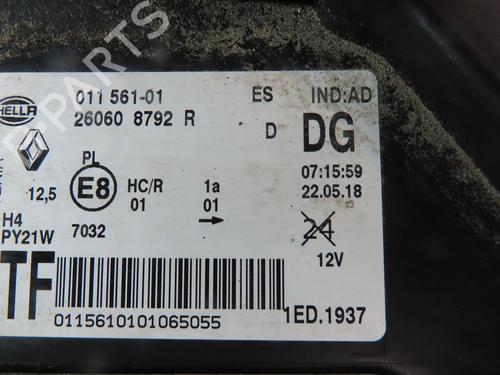 HELLA
011 561-01
ES
IND:AD
26060 8792 R
D
DG
PL
07:15:59
22.05.18
12,5
E8
HC/R
1a
01
01
24
H4
PY21W
7032
12V
TF
0115610101065055
1ED.1937
PARTS